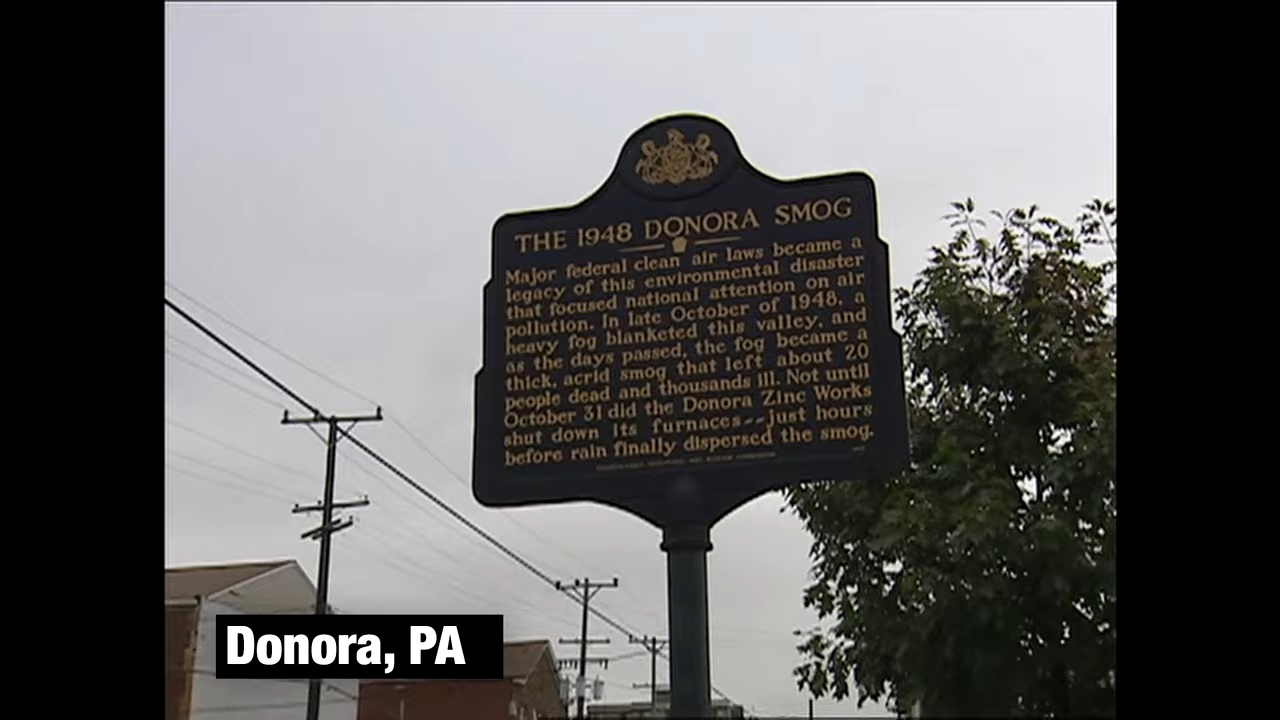 THE 1948 DONORA SMOG
Major federal clean air laws became a
legacy of this environmental disaster
that focused national attention on air
pollution. In late October of 1948, a
heavy fog blanketed this valley, and
as the days passed, the fog became a
thick, acrid smog that left about 20
people dead and thousands ill. Not until
October 31 did the Donora Zinc Works
shut down its furnaces--just hours
before rain finally dispersed the smog.
Donora, PA